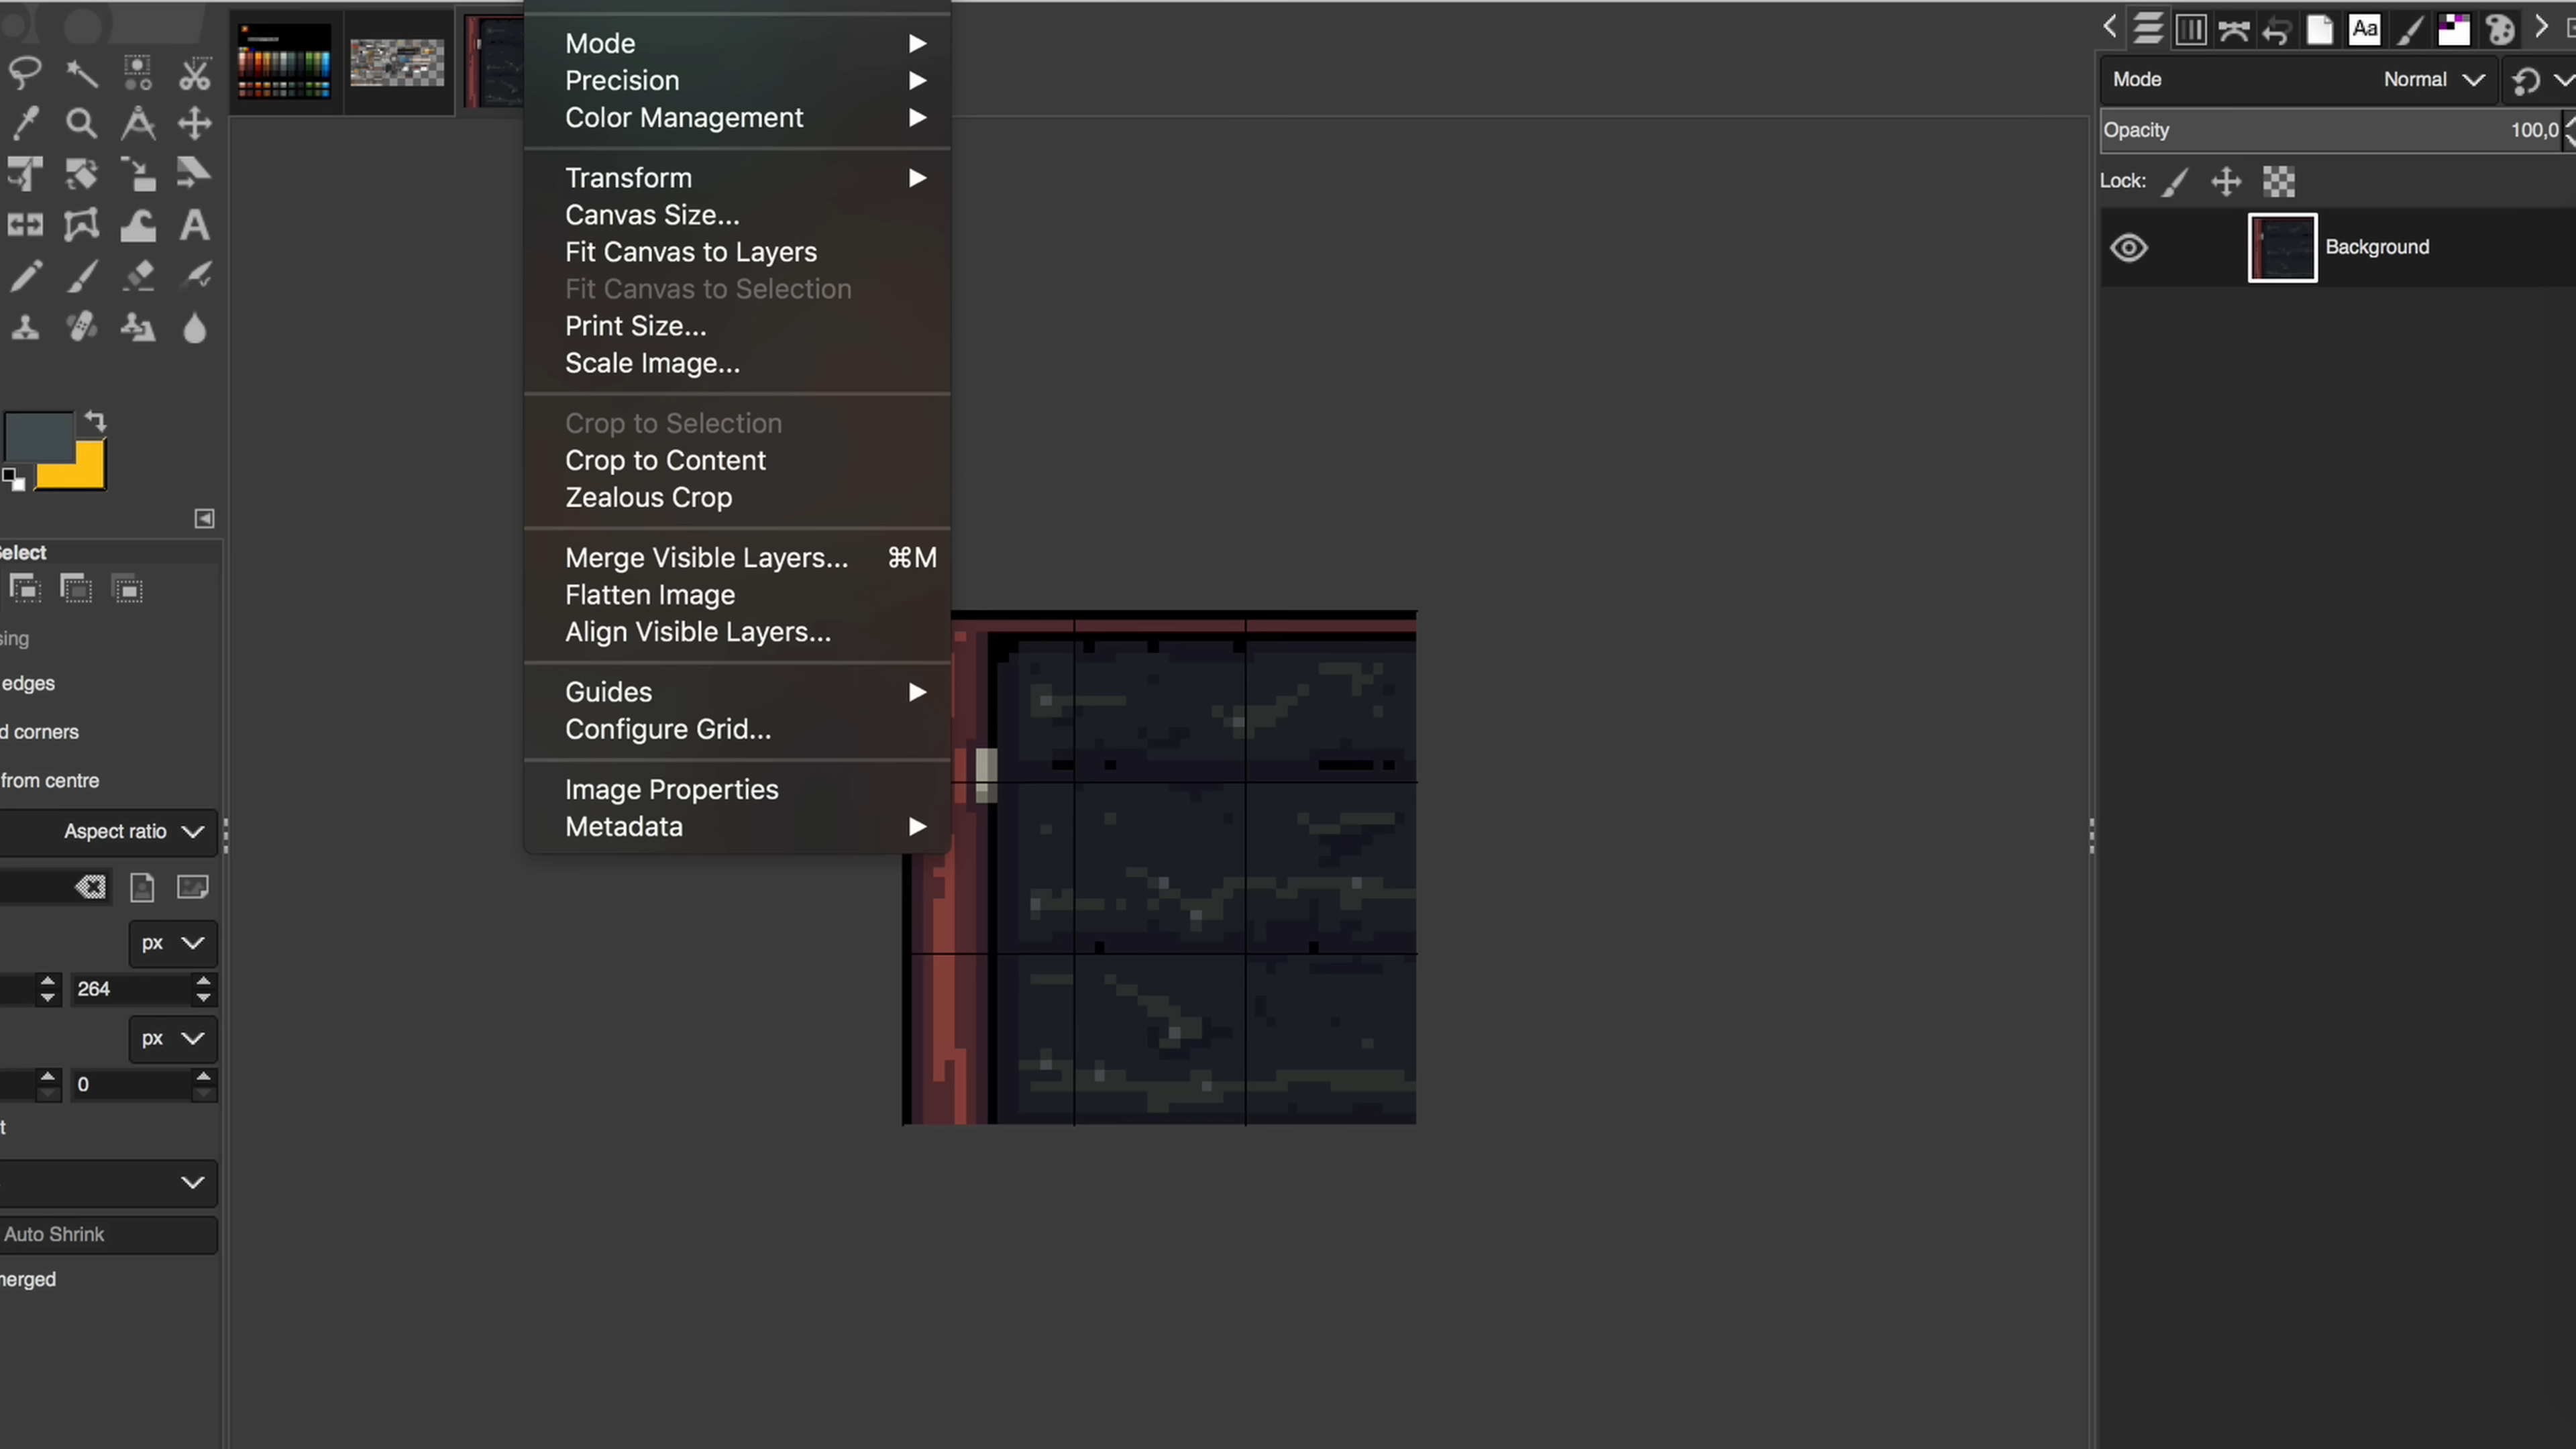 Mode
Precision
Color Management
Transform
Canvas Size...
Fit Canvas to Layers
Fit Canvas to Selection
Print Size...
Scale Image...
Crop to Selection
Crop to Content
Zealous Crop
Merge Visible Layers... ⌘M
Flatten Image
Align Visible Layers...
Guides
Configure Grid...
Image Properties
Metadata
Select
sing
edges
d corners
from centre
Aspect ratio
px
264
px
0
t
Auto Shrink
merged
Aa
Mode Normal
Opacity 100,0
Lock:
Background